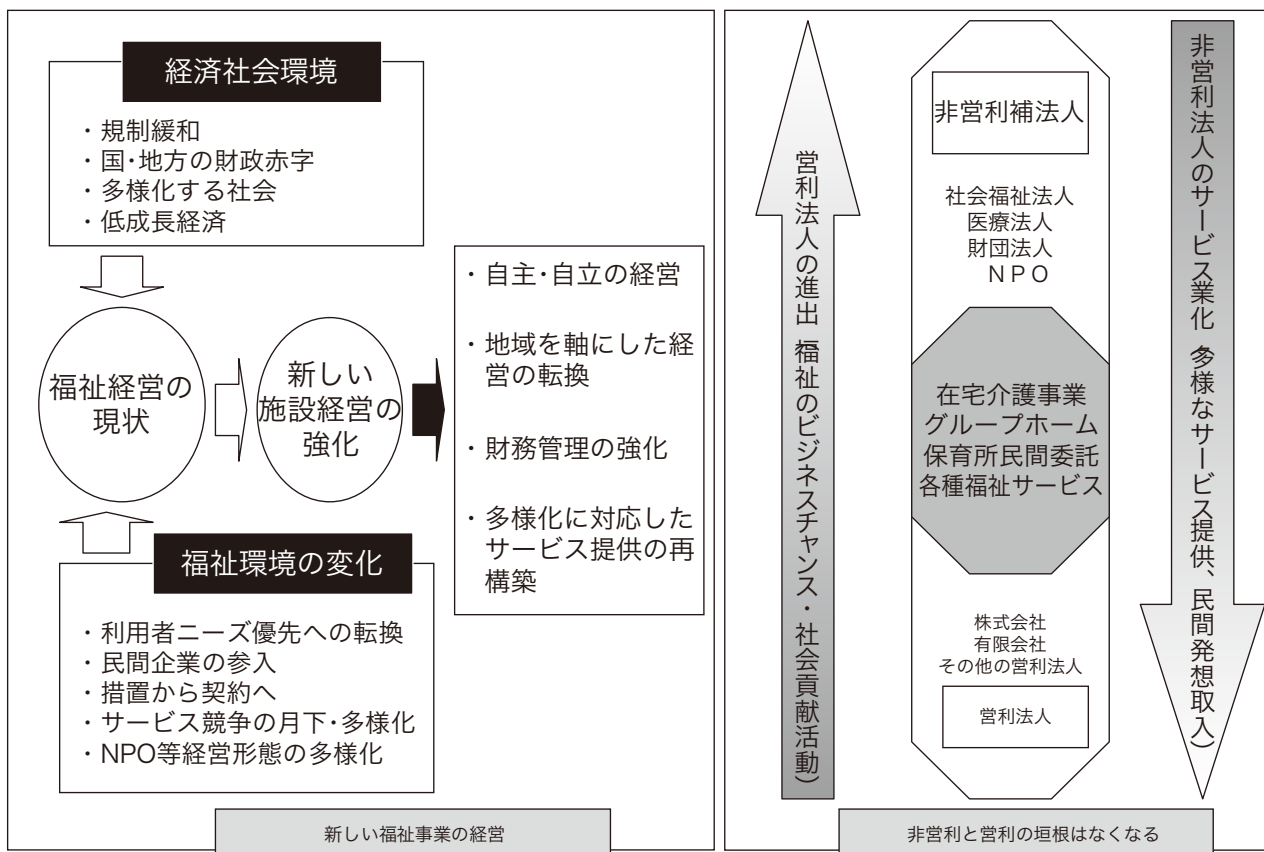 経済社会環境
・規制緩和
・国・地方の財政赤字
・多様化する社会
・低成長経済
福祉経営の
現状
新しい
施設経営の
強化
・自主・自立の経営
・地域を軸にした経
営の転換
・財務管理の強化
・多様化に対応した
サービス提供の再
構築
福祉環境の変化
・利用者ニーズ優先への転換
・民間企業の参入
・措置から契約へ
・サービス競争の月下・多様化
・NPO等経営形態の多様化
新しい福祉事業の経営
営利法人の進出（福祉のビジネスチャンス・社会貢献活動）
非営利補法人
社会福祉法人
医療法人
財団法人
NPO
在宅介護事業
グループホーム
保育所民間委託
各種福祉サービス
株式会社
有限会社
その他の営利法人
営利法人
非営利法人のサービス業化（多様なサービス提供、民間発想取入）
非営利と営利の垣根はなくなる